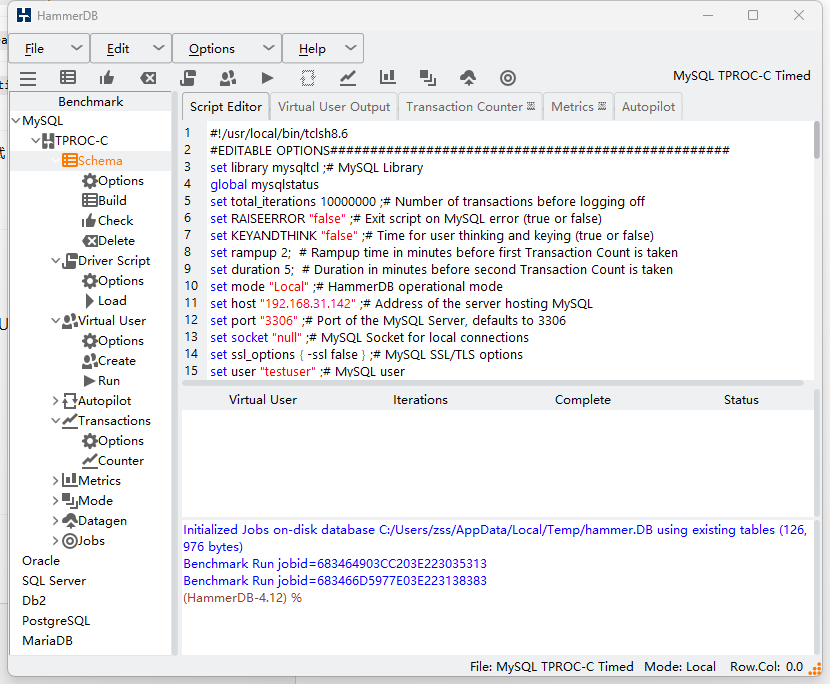 HammerDB
File Edit Options Help
MySQL TPROC-C Timed
Benchmark
MySQL
TPROC-C
Schema
Options
Build
Check
Delete
Driver Script
Options
Load
Virtual User
Options
Create
Run
Autopilot
Transactions
Options
Counter
Metrics
Mode
Datagen
Jobs
Oracle
SQL Server
Db2
PostgreSQL
MariaDB
Script Editor Virtual User Output Transaction Counter Metrics Autopilot
1 #!/usr/local/bin/tclsh8.6
2 #EDITABLE OPTIONS##################################################
3 set library mysqltcl ;# MySQL Library
4 global mysqlstatus
5 set total_iterations 10000000 ;# Number of transactions before logging off
6 set RAISEERROR "false" ;# Exit script on MySQL error (true or false)
7 set KEYANDTHINK "false" ;# Time for user thinking and keying (true or false)
8 set rampup 2;  # Rampup time in minutes before first Transaction Count is taken
9 set duration 5;  # Duration in minutes before second Transaction Count is taken
10 set mode "Local" ;# HammerDB operational mode
11 set host "192.168.31.142" ;# Address of the server hosting MySQL
12 set port "3306" ;# Port of the MySQL Server, defaults to 3306
13 set socket "null" ;# MySQL Socket for local connections
14 set ssl_options { -ssl false } ;# MySQL SSL/TLS options
15 set user "testuser" ;# MySQL user
Virtual User Iterations Complete Status
Initialized Jobs on-disk database C:/Users/zss/AppData/Local/Temp/hammer.DB using existing tables (126,
976 bytes)
Benchmark Run jobid=683464903CC203E223035313
Benchmark Run jobid=683466D5977E03E223138383
(HammerDB-4.12) %
File: MySQL TPROC-C Timed Mode: Local Row.Col: 0.0